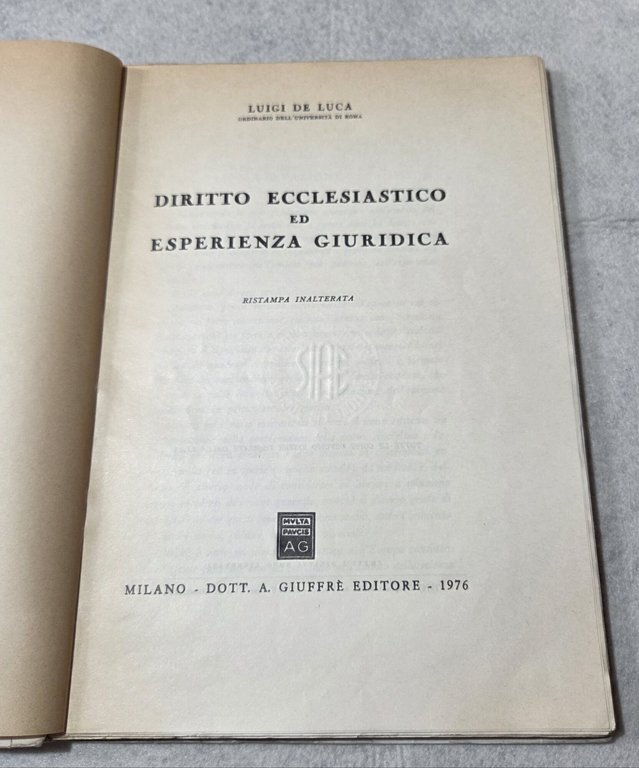 LUIGI DE LUCA
ORDINARIO DELL'UNIVERSITÀ DI ROMA
DIRITTO ECCLESIASTICO
ED
ESPERIENZA GIURIDICA
RISTAMPA INALTERATA
SIAE
MVLTA
PAVCIS
AG
MILANO - DOTT. A. GIUFFRÈ EDITORE - 1976